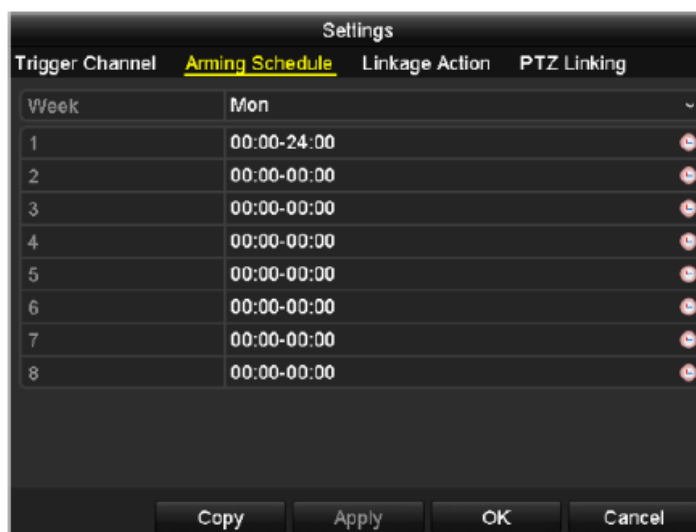 Settings
Trigger Channel Arming Schedule Linkage Action PTZ Linking
Week Mon
1 00:00-24:00
2 00:00-00:00
3 00:00-00:00
4 00:00-00:00
5 00:00-00:00
6 00:00-00:00
7 00:00-00:00
8 00:00-00:00
Copy Apply OK Cancel